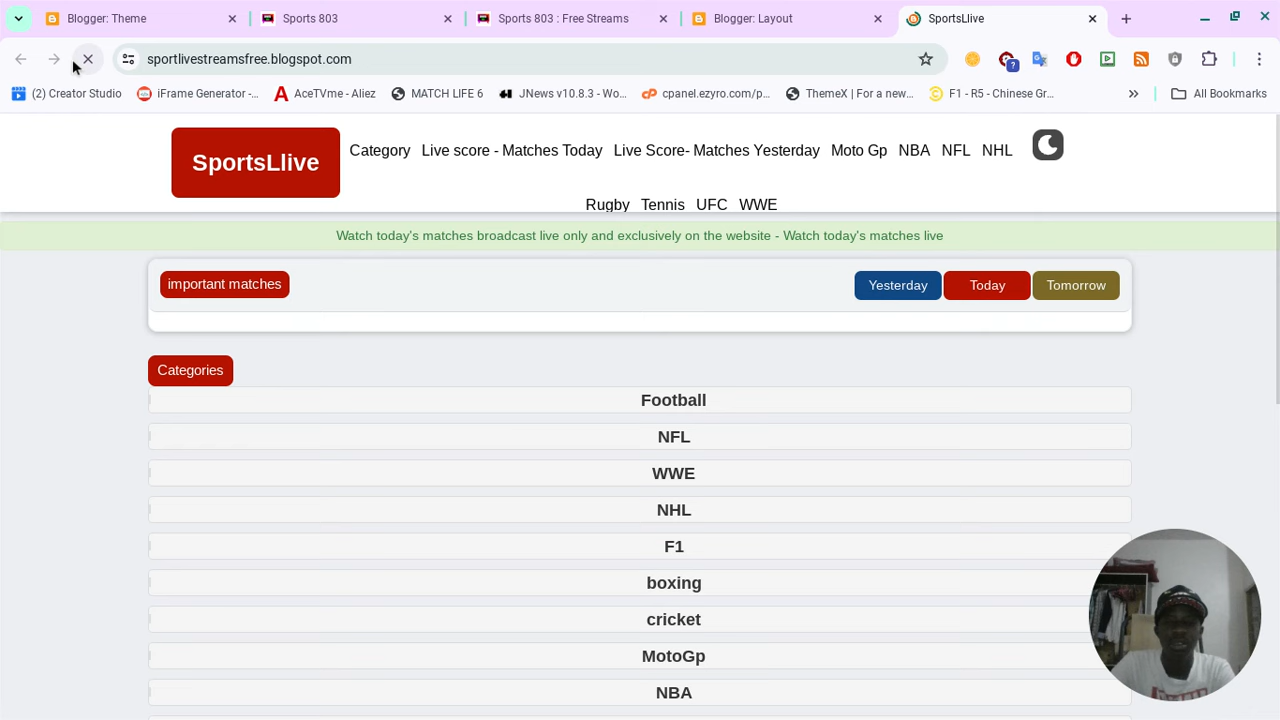 Blogger: Theme
Sports 803
Sports 803 : Free Streams
Blogger: Layout
SportsLlive
sportlivestreamsfree.blogspot.com
?
(2) Creator Studio
iFrame Generator -...
AceTVme - Aliez
MATCH LIFE 6
JNews v10.3.3 - Wo...
cpanel.ezyro.com/p...
ThemeX | For a new...
F1 - R5 - Chinese Gr...
All Bookmarks
SportsLlive
Category Live score - Matches Today Live Score- Matches Yesterday Moto Gp NBA NFL NHL
Rugby Tennis UFC WWE
Watch today's matches broadcast live only and exclusively on the website - Watch today's matches live
important matches
Yesterday Today Tomorrow
Categories
Football
NFL
WWE
NHL
F1
boxing
cricket
MotoGp
NBA